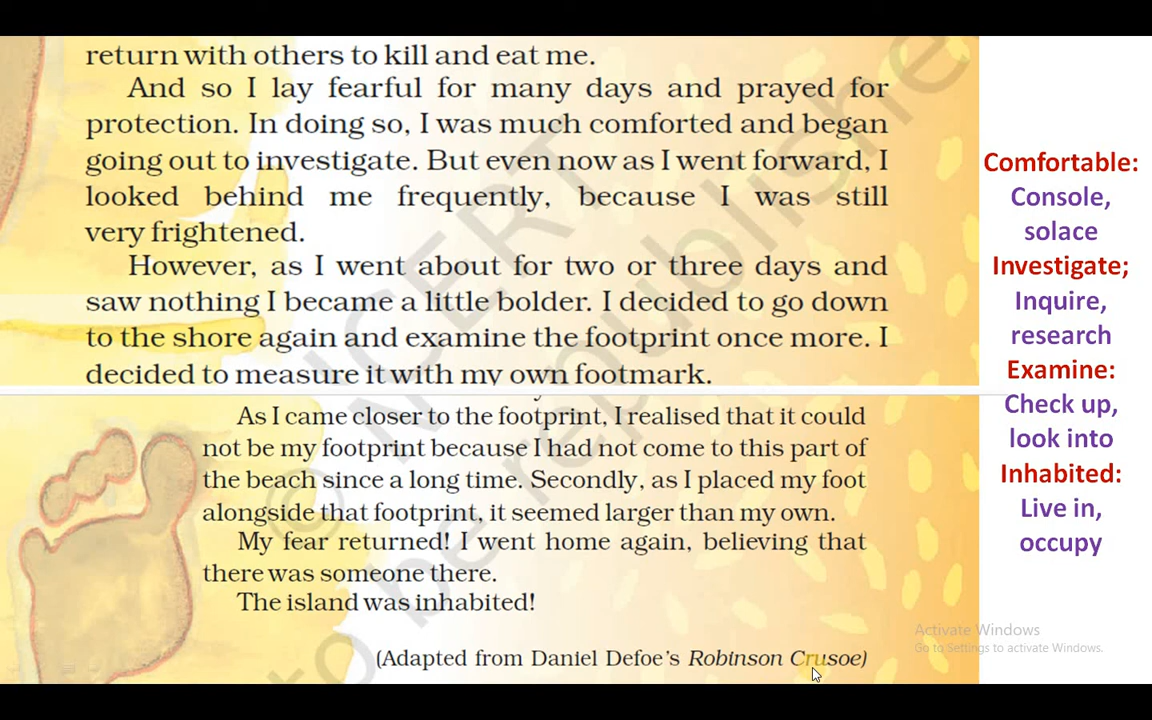 return with others to kill and eat me.
And so I lay fearful for many days and prayed for
protection. In doing so, I was much comforted and began
going out to investigate. But even now as I went forward, I
looked behind me frequently, because I was still
very frightened.
However, as I went about for two or three days and
saw nothing I became a little bolder. I decided to go down
to the shore again and examine the footprint once more. I
decided to measure it with my own footmark.
As I came closer to the footprint, I realised that it could
not be my footprint because I had not come to this part of
the beach since a long time. Secondly, as I placed my foot
alongside that footprint, it seemed larger than my own.
My fear returned! I went home again, believing that
there was someone there.
The island was inhabited!
(Adapted from Daniel Defoe's Robinson Crusoe)
Comfortable:
Console,
solace
Investigate;
Inquire,
research
Examine:
Check up,
look into
Inhabited:
Live in,
occupy
Activate Windows
Go to Settings to activate Windows.
© NCERT
to be republishe